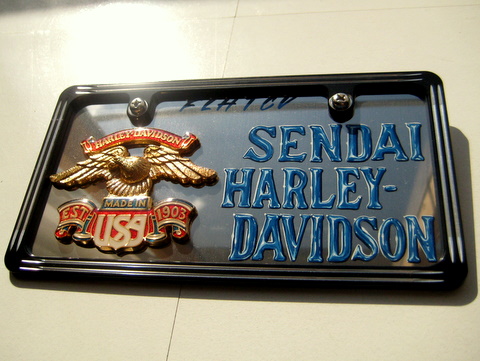 HARLEY-DAVIDSON
MADE IN
EST. 1903
USA
SENDAI
HARLEY-
DAVIDSON